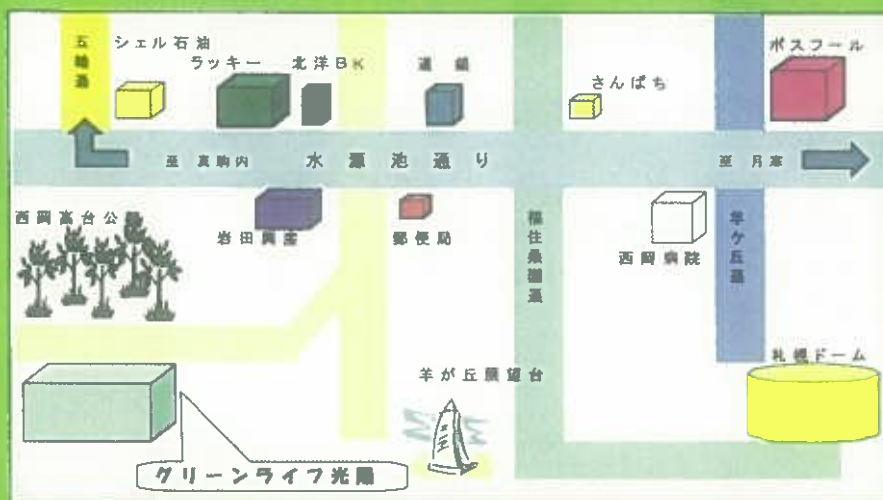 五輪通
シェル石油
ラッキー
北洋BK
道銀
さんぱち
ポスフール
至真駒内
水源池通り
至月寒
西岡高台公園
岩田興産
郵便局
福住桑園通
西岡病院
羊ケ丘通
羊が丘展望台
札幌ドーム
グリーンライフ光陽